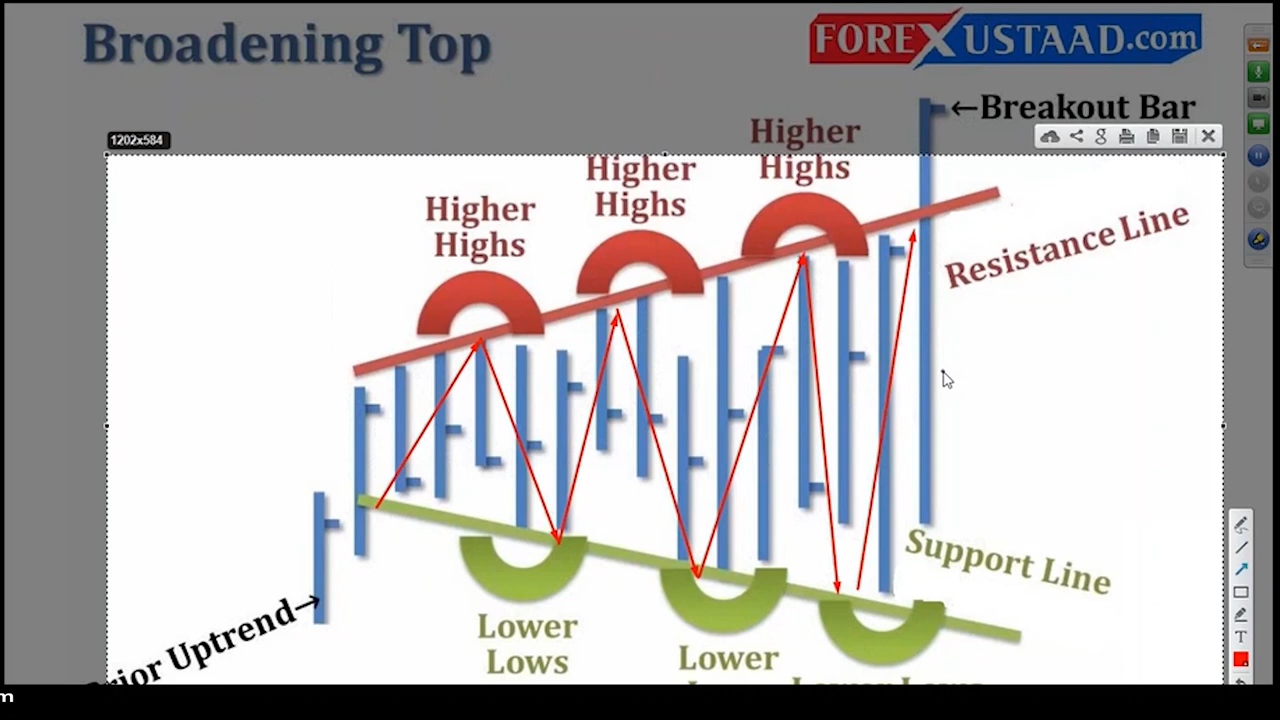 Broadening Top
FOREXUSTAAD.com
←Breakout Bar
1202x584
Higher
Highs
Higher
Highs
Higher
Highs
Resistance Line
Support Line
Prior Uptrend→
Lower
Lows
Lower
m